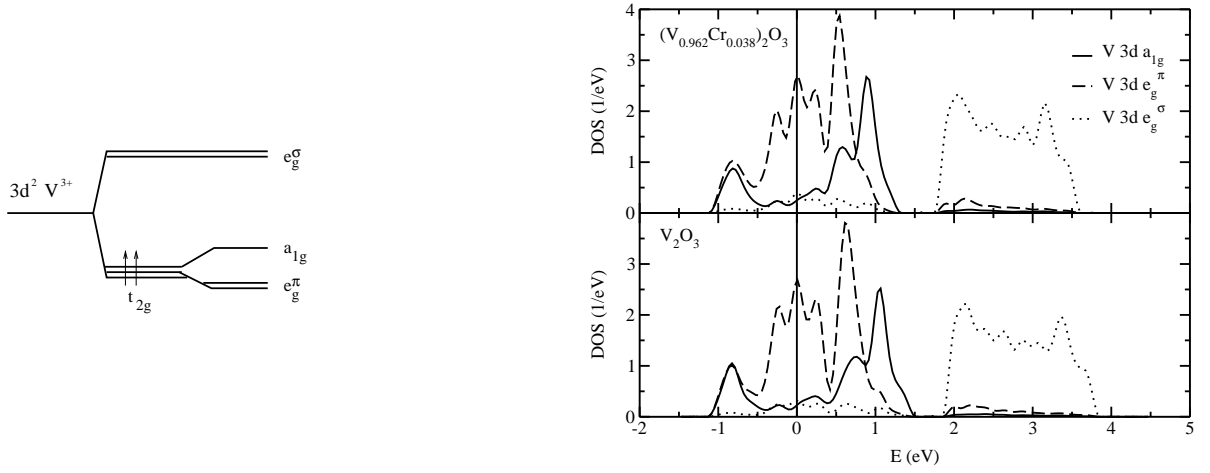 3d² V³⁺
e_g^σ
a_1g
e_g^π
t_2g
(V_0.962Cr_0.038)_2O_3
V 3d a_1g
V 3d e_g^π
V 3d e_g^σ
DOS (1/eV)
4
3
2
1
0
V_2O_3
DOS (1/eV)
3
2
1
0
-2 -1 0 1 2 3 4 5
E (eV)